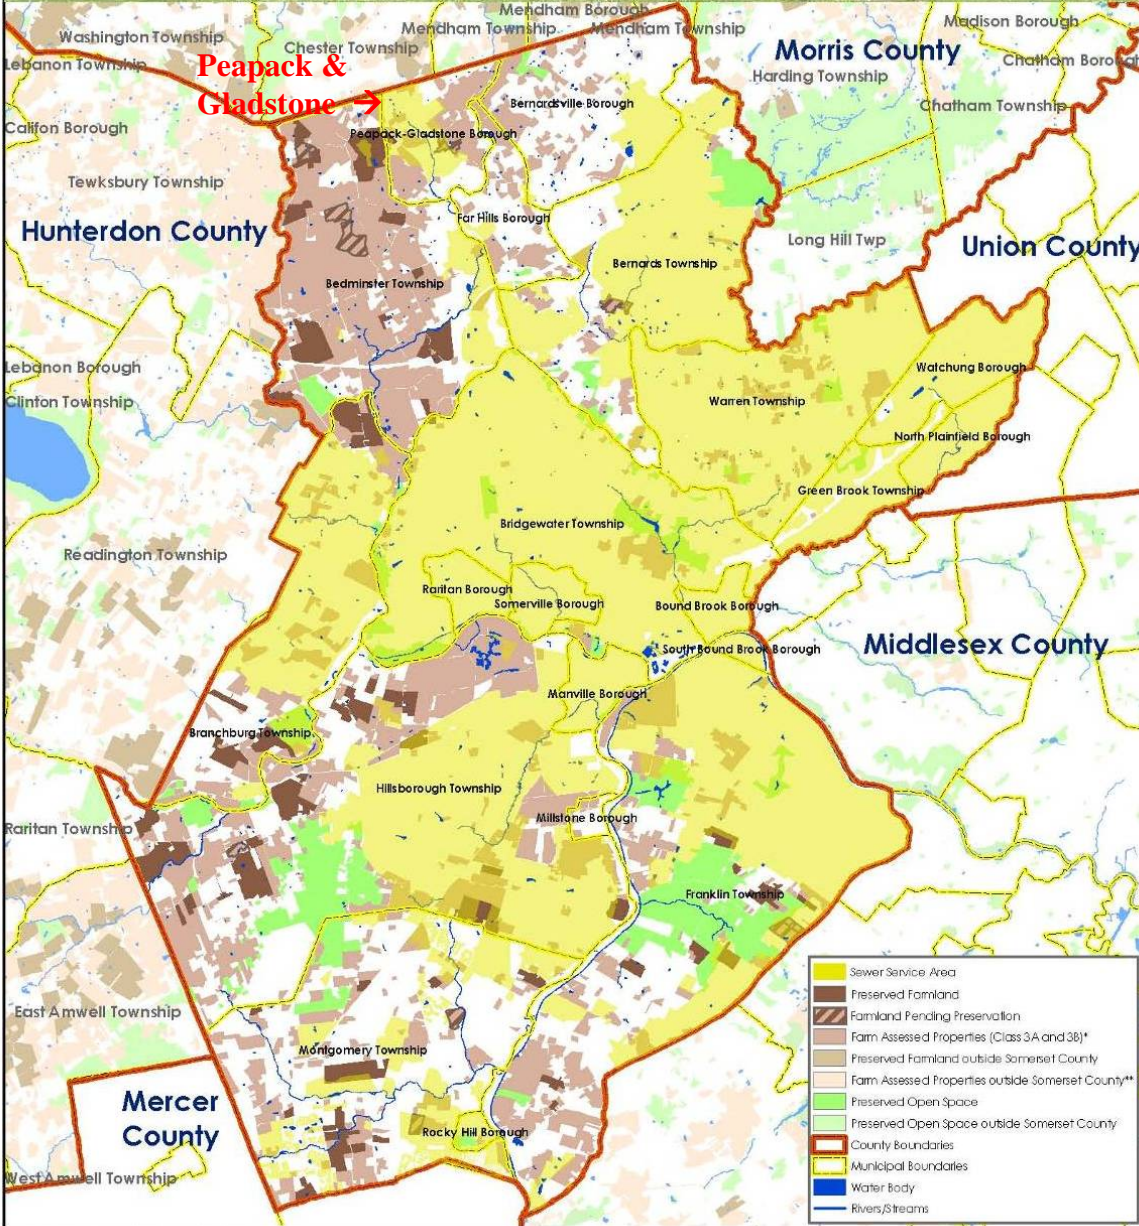 Mendham Borough
Washington Township
Chester Township
Mendham Township
Mendham Township
Madison Borough
Lebanon Township
Peapack &
Gladstone →
Morris County
Chatham Borough
Harding Township
Bernardsville Borough
Chatham Township
Califon Borough
Peapack-Gladstone Borough
Tewksbury Township
Far Hills Borough
Hunterdon County
Long Hill Twp
Union County
Bernards Township
Bedminster Township
Lebanon Borough
Watchung Borough
Clinton Township
Warren Township
North Plainfield Borough
Green Brook Township
Bridgewater Township
Readington Township
Raritan Borough
Somerville Borough
Bound Brook Borough
South Bound Brook Borough
Middlesex County
Manville Borough
Branchburg Township
Hillsborough Township
Millstone Borough
Raritan Township
Franklin Township
East Amwell Township
Montgomery Township
Mercer
County
Rocky Hill Borough
West Amwell Township
Sewer Service Area
Preserved Farmland
Farmland Pending Preservation
Farm Assessed Properties (Class 3A and 3B)*
Preserved Farmland outside Somerset County
Farm Assessed Properties outside Somerset County**
Preserved Open Space
Preserved Open Space outside Somerset County
County Boundaries
Municipal Boundaries
Water Body
Rivers/Streams